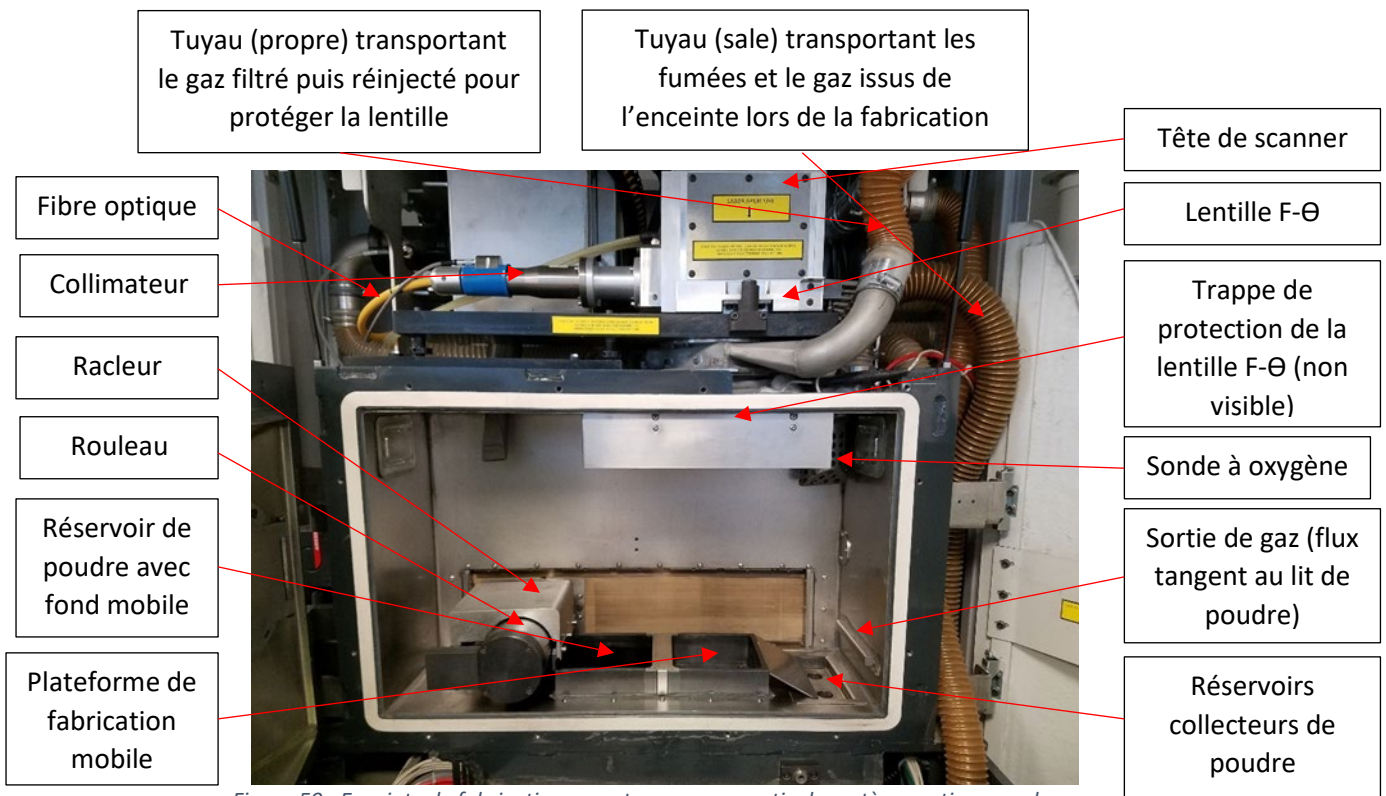 Tuyau (propre) transportant
le gaz filtré puis réinjecté pour
protéger la lentille
Tuyau (sale) transportant les
fumées et le gaz issus de
l'enceinte lors de la fabrication
Fibre optique
Collimateur
Racleur
Rouleau
Réservoir de
poudre avec
fond mobile
Plateforme de
fabrication
mobile
Tête de scanner
Lentille F-Ɵ
Trappe de
protection de la
lentille F-Ɵ (non
visible)
Sonde à oxygène
Sortie de gaz (flux
tangent au lit de
poudre)
Réservoirs
collecteurs de
poudre